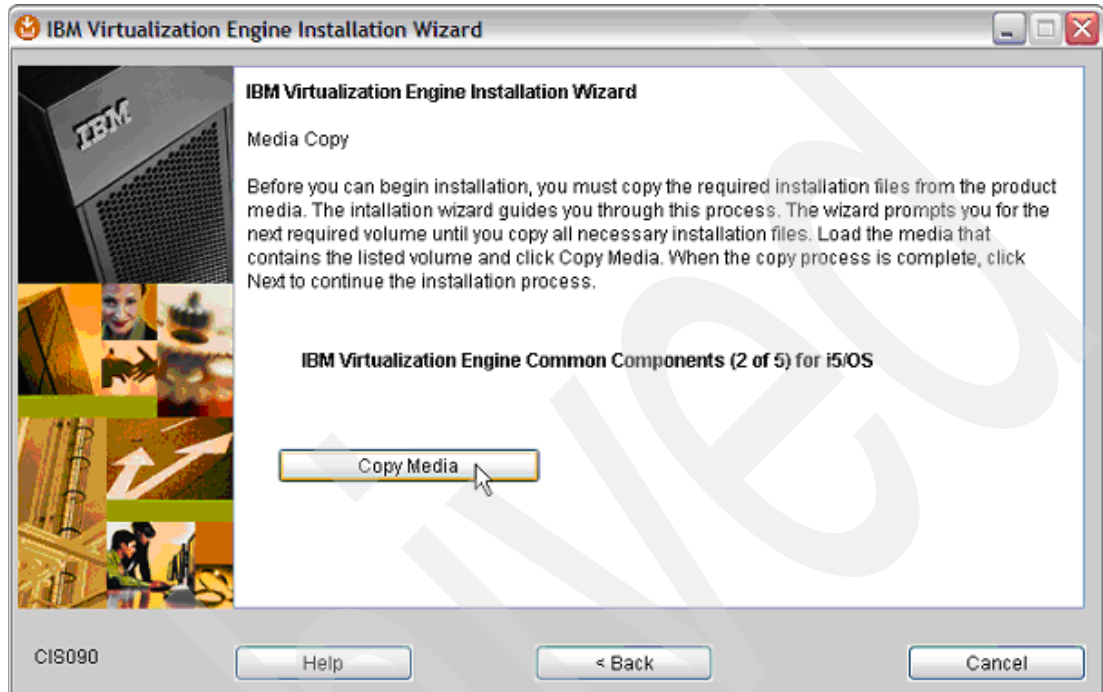 IBM Virtualization Engine Installation Wizard
IBM
IBM Virtualization Engine Installation Wizard
Media Copy
Before you can begin installation, you must copy the required installation files from the product
media. The intallation wizard guides you through this process. The wizard prompts you for the
next required volume until you copy all necessary installation files. Load the media that
contains the listed volume and click Copy Media. When the copy process is complete, click
Next to continue the installation process.
IBM Virtualization Engine Common Components (2 of 5) for i5/OS
Copy Media
CIS090
Help
< Back
Cancel